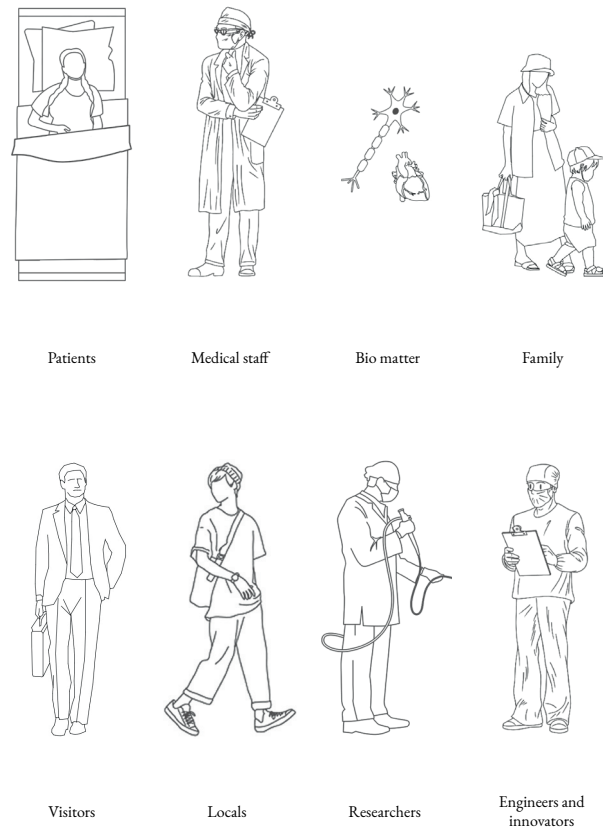 Patients
Medical staff
Bio matter
Family
Visitors
Locals
Researchers
Engineers and
innovators